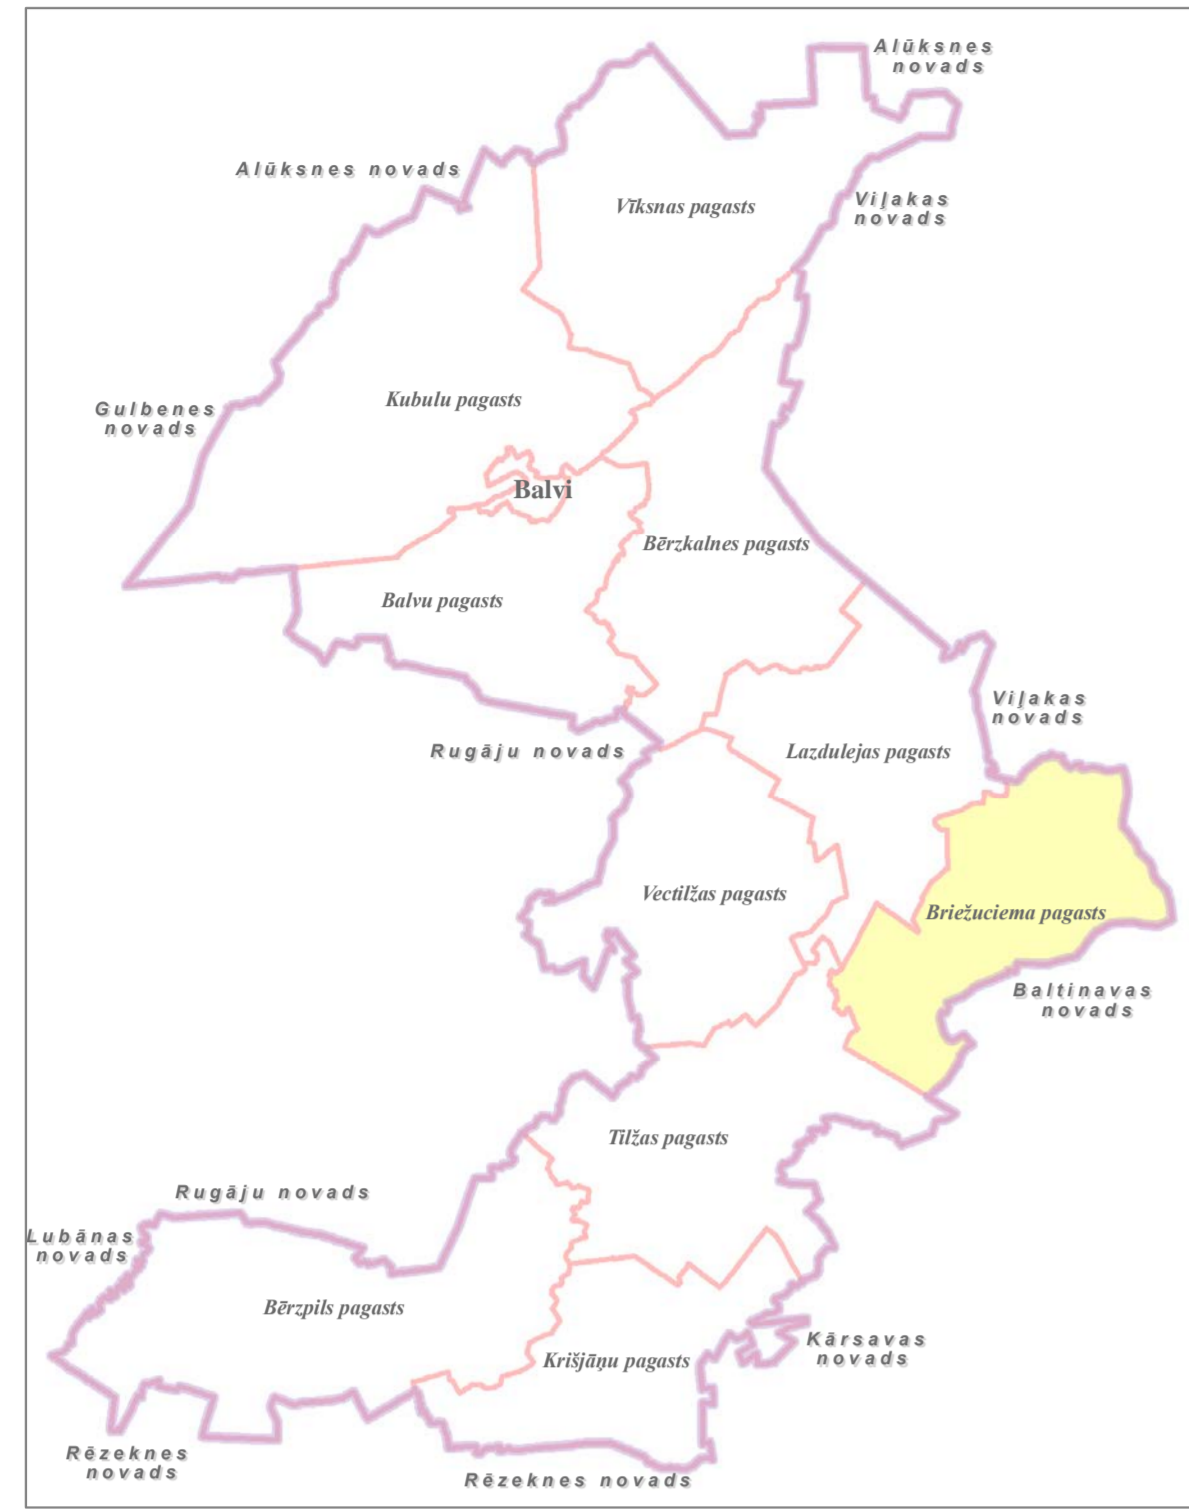 Alūksnes
novads
Alūksnes novads
Viļakas
novads
Vīksnas pagasts
Kubulu pagasts
Gulbenes
novads
Balvi
Bērzkalnes pagasts
Balvu pagasts
Viļakas
novads
Rugāju novads
Lazdulejas pagasts
Vectilžas pagasts
Briežuciema pagasts
Baltinavas
novads
Tilžas pagasts
Rugāju novads
Lubānas
novads
Bērzpils pagasts
Krišjāņu pagasts
Kārsavas
novads
Rēzeknes
novads
Rēzeknes novads